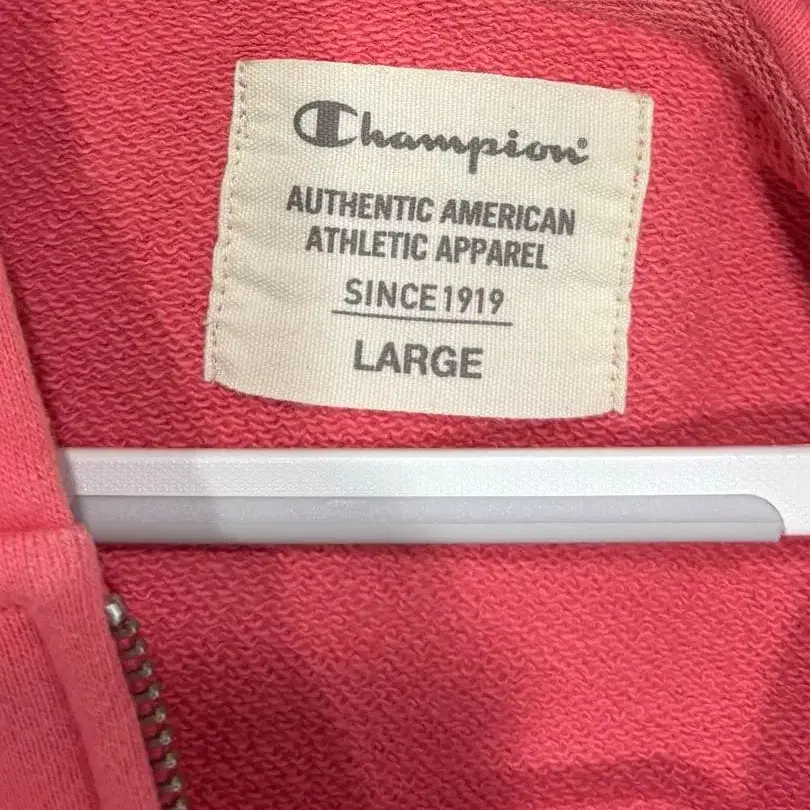 Champion®
AUTHENTIC AMERICAN
ATHLETIC APPAREL
SINCE 1919
LARGE